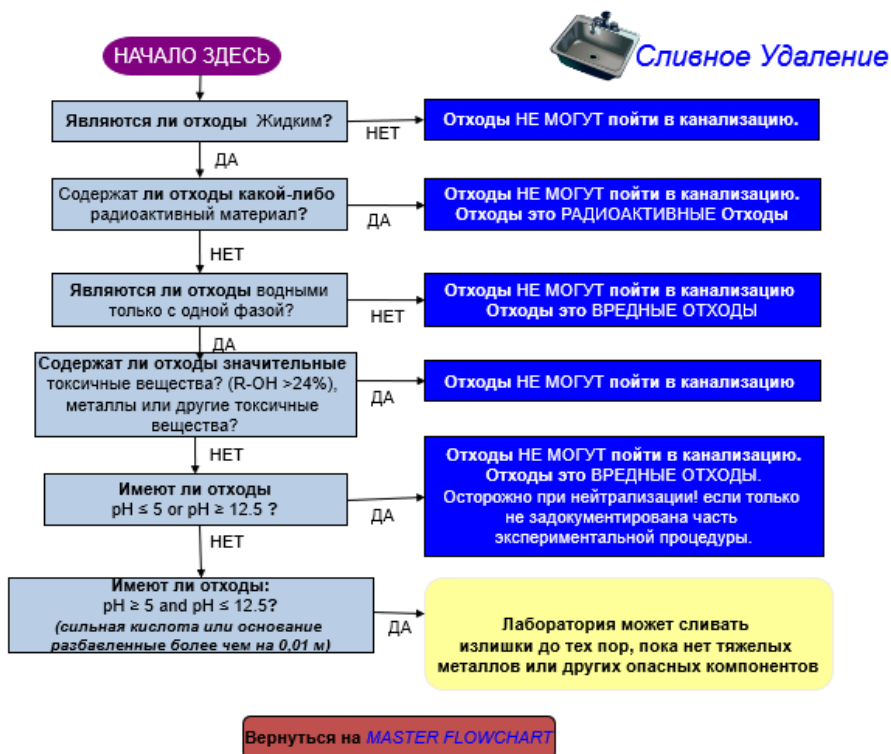 Сливное Удаление
НАЧАЛО ЗДЕСЬ
Являются ли отходы Жидким?
НЕТ
Отходы НЕ МОГУТ пойти в канализацию.
ДА
Содержат ли отходы какой-либо
радиоактивный материал?
ДА
Отходы НЕ МОГУТ пойти в канализацию.
Отходы это РАДИОАКТИВНЫЕ Отходы
НЕТ
Являются ли отходы водными
только с одной фазой?
НЕТ
Отходы НЕ МОГУТ пойти в канализацию
Отходы это ВРЕДНЫЕ ОТХОДЫ
ДА
Содержат ли отходы значительные
токсичные вещества? (R-OH >24%),
металлы или другие токсичные
вещества?
ДА
Отходы НЕ МОГУТ пойти в канализацию
НЕТ
Имеют ли отходы
pH ≤ 5 or pH ≥ 12.5 ?
ДА
Отходы НЕ МОГУТ пойти в канализацию.
Отходы это ВРЕДНЫЕ ОТХОДЫ.
Осторожно при нейтрализации! если только
не задокументирована часть
экспериментальной процедуры.
НЕТ
Имеют ли отходы:
pH ≥ 5 and pH ≤ 12.5?
(сильная кислота или основание
разбавленные более чем на 0,01 м)
ДА
Лаборатория может сливать
излишки до тех пор, пока нет тяжелых
металлов или других опасных компонентов
Вернуться на MASTER FLOWCHART